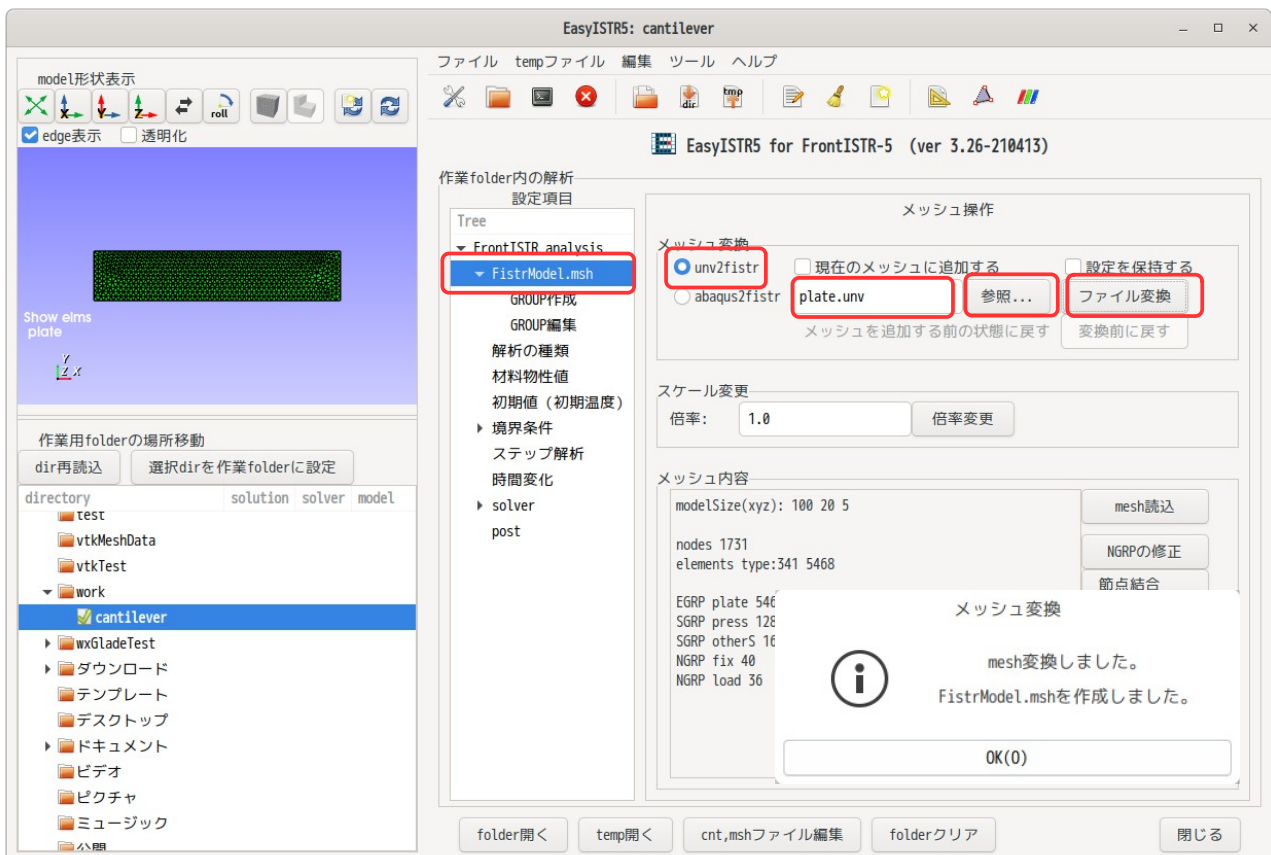 EasyISTR5: cantilever
model形状表示
roll
edge表示 透明化
Show elms
plate
Y
Z X
作業用folderの場所移動
dir再読込 選択dirを作業folderに設定
directory solution solver model
test
vtkMeshData
vtkTest
work
cantilever
wxGladeTest
ダウンロード
テンプレート
デスクトップ
ドキュメント
ビデオ
ピクチャ
ミュージック
公開
ファイル tempファイル 編集 ツール ヘルプ
dir tmp
EasyISTR5 for FrontISTR-5 (ver 3.26-210413)
作業folder内の解析
設定項目
Tree
FrontISTR analysis
FistrModel.msh
GROUP作成
GROUP編集
解析の種類
材料物性値
初期値（初期温度）
境界条件
ステップ解析
時間変化
solver
post
メッシュ操作
メッシュ変換
unv2fistr 現在のメッシュに追加する 設定を保持する
abaqus2fistr plate.unv 参照... ファイル変換
メッシュを追加する前の状態に戻す 変換前に戻す
スケール変更
倍率: 1.0 倍率変更
メッシュ内容
modelSize(xyz): 100 20 5
nodes 1731
elements type:341 5468
EGRP plate 546
SGRP press 128
SGRP otherS 16
NGRP fix 40
NGRP load 36
mesh読込
NGRPの修正
節点結合
メッシュ変換
mesh変換しました。
FistrModel.mshを作成しました。
OK(O)
folder開く temp開く cnt,mshファイル編集 folderクリア 閉じる